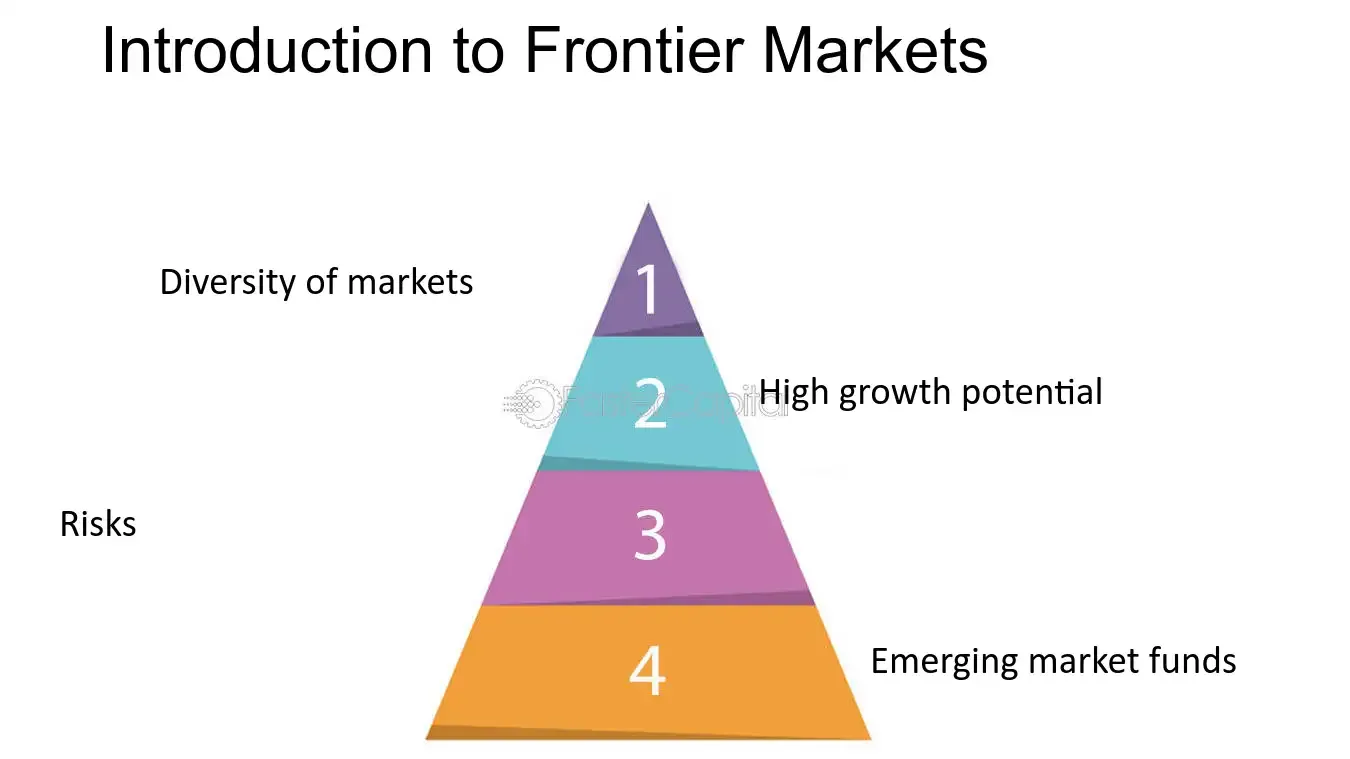 Introduction to Frontier Markets
Diversity of markets
1
FasterCapital
2
High growth potential
Risks
3
4
Emerging market funds